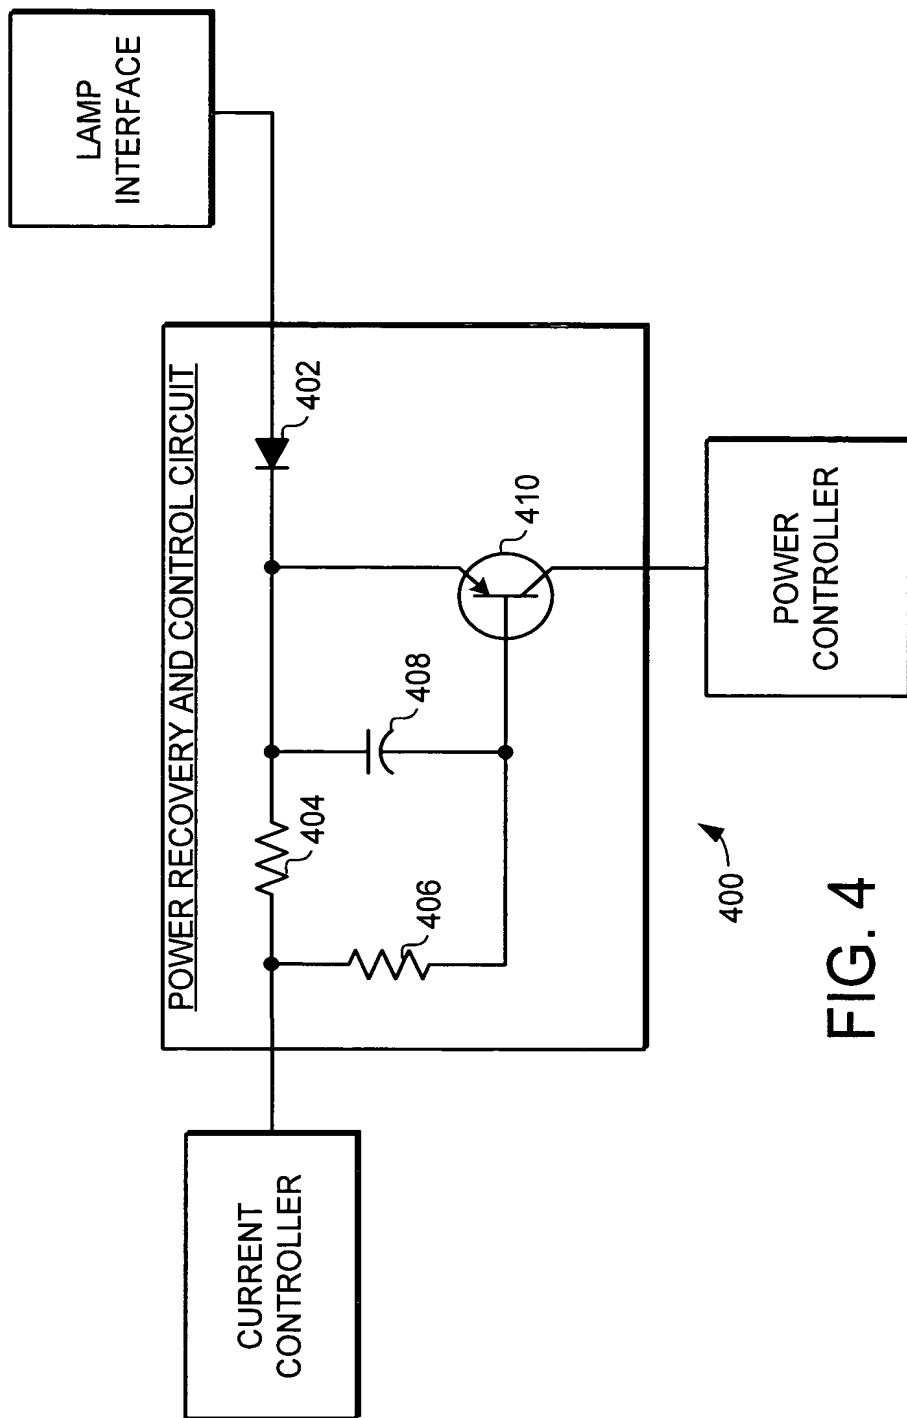 LAMP
INTERFACE
POWER RECOVERY AND CONTROL CIRCUIT
402
404
406
408
410
CURRENT
CONTROLLER
POWER
CONTROLLER
400
FIG. 4